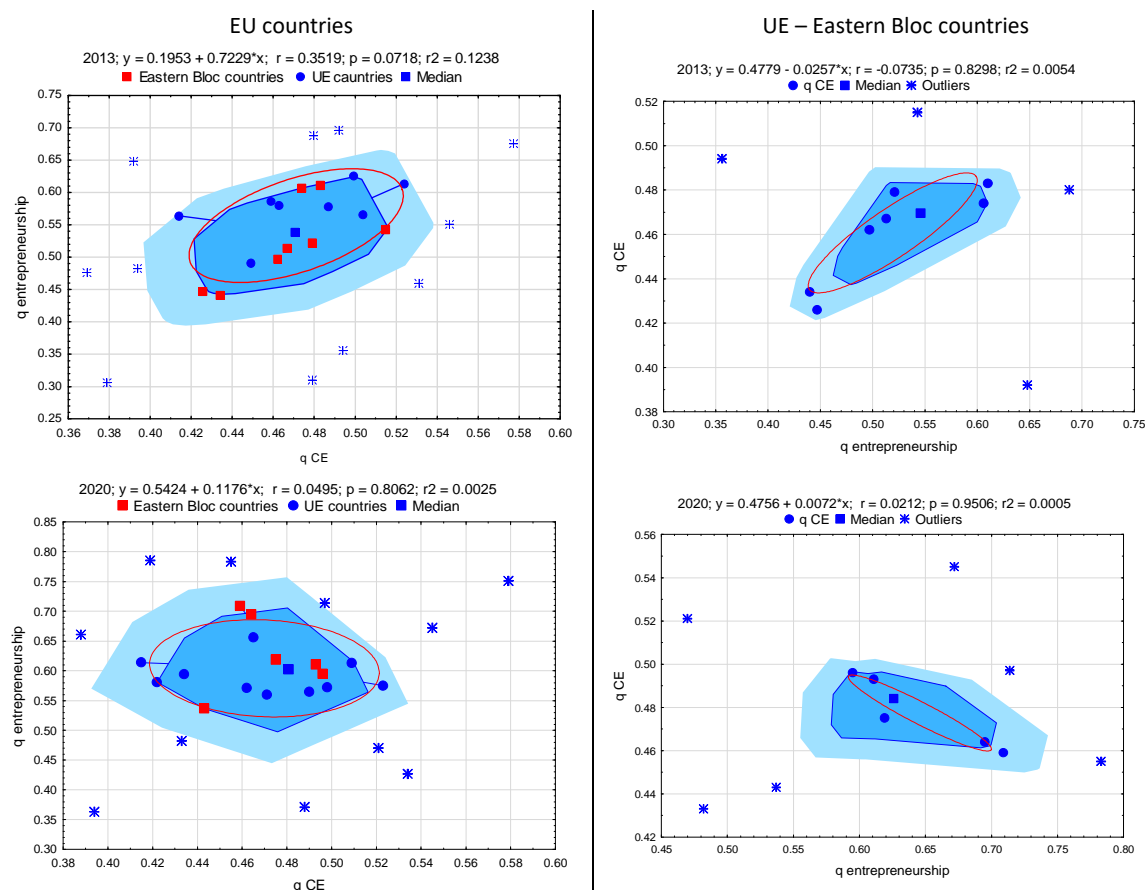 EU countries
2013; y = 0.1953 + 0.7229*x; r = 0.3519; p = 0.0718; r2 = 0.1238
Eastern Bloc countries UE countries Median
0.75
0.70
0.65
0.60
0.55
0.50
0.45
0.40
0.35
0.30
0.25
q entrepreneurship
0.36 0.38 0.40 0.42 0.44 0.46 0.48 0.50 0.52 0.54 0.56 0.58 0.60
q CE
UE – Eastern Bloc countries
2013; y = 0.4779 - 0.0257*x; r = -0.0735; p = 0.8298; r2 = 0.0054
q CE Median Outliers
0.52
0.50
0.48
0.46
0.44
0.42
0.40
0.38
q CE
0.30 0.35 0.40 0.45 0.50 0.55 0.60 0.65 0.70 0.75
q entrepreneurship
2020; y = 0.5424 + 0.1176*x; r = 0.0495; p = 0.8062; r2 = 0.0025
Eastern Bloc countries UE countries Median
0.85
0.80
0.75
0.70
0.65
0.60
0.55
0.50
0.45
0.40
0.35
0.30
q entrepreneurship
0.38 0.40 0.42 0.44 0.46 0.48 0.50 0.52 0.54 0.56 0.58 0.60
q CE
2020; y = 0.4756 + 0.0072*x; r = 0.0212; p = 0.9506; r2 = 0.0005
q CE Median Outliers
0.56
0.54
0.52
0.50
0.48
0.46
0.44
0.42
q CE
0.45 0.50 0.55 0.60 0.65 0.70 0.75 0.80
q entrepreneurship